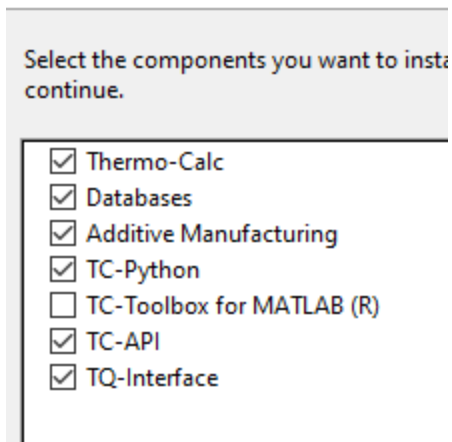 Select the components you want to
continue.
Thermo-Calc
Databases
Additive Manufacturing
TC-Python
TC-Toolbox for MATLAB (R)
TC-API
TQ-Interface